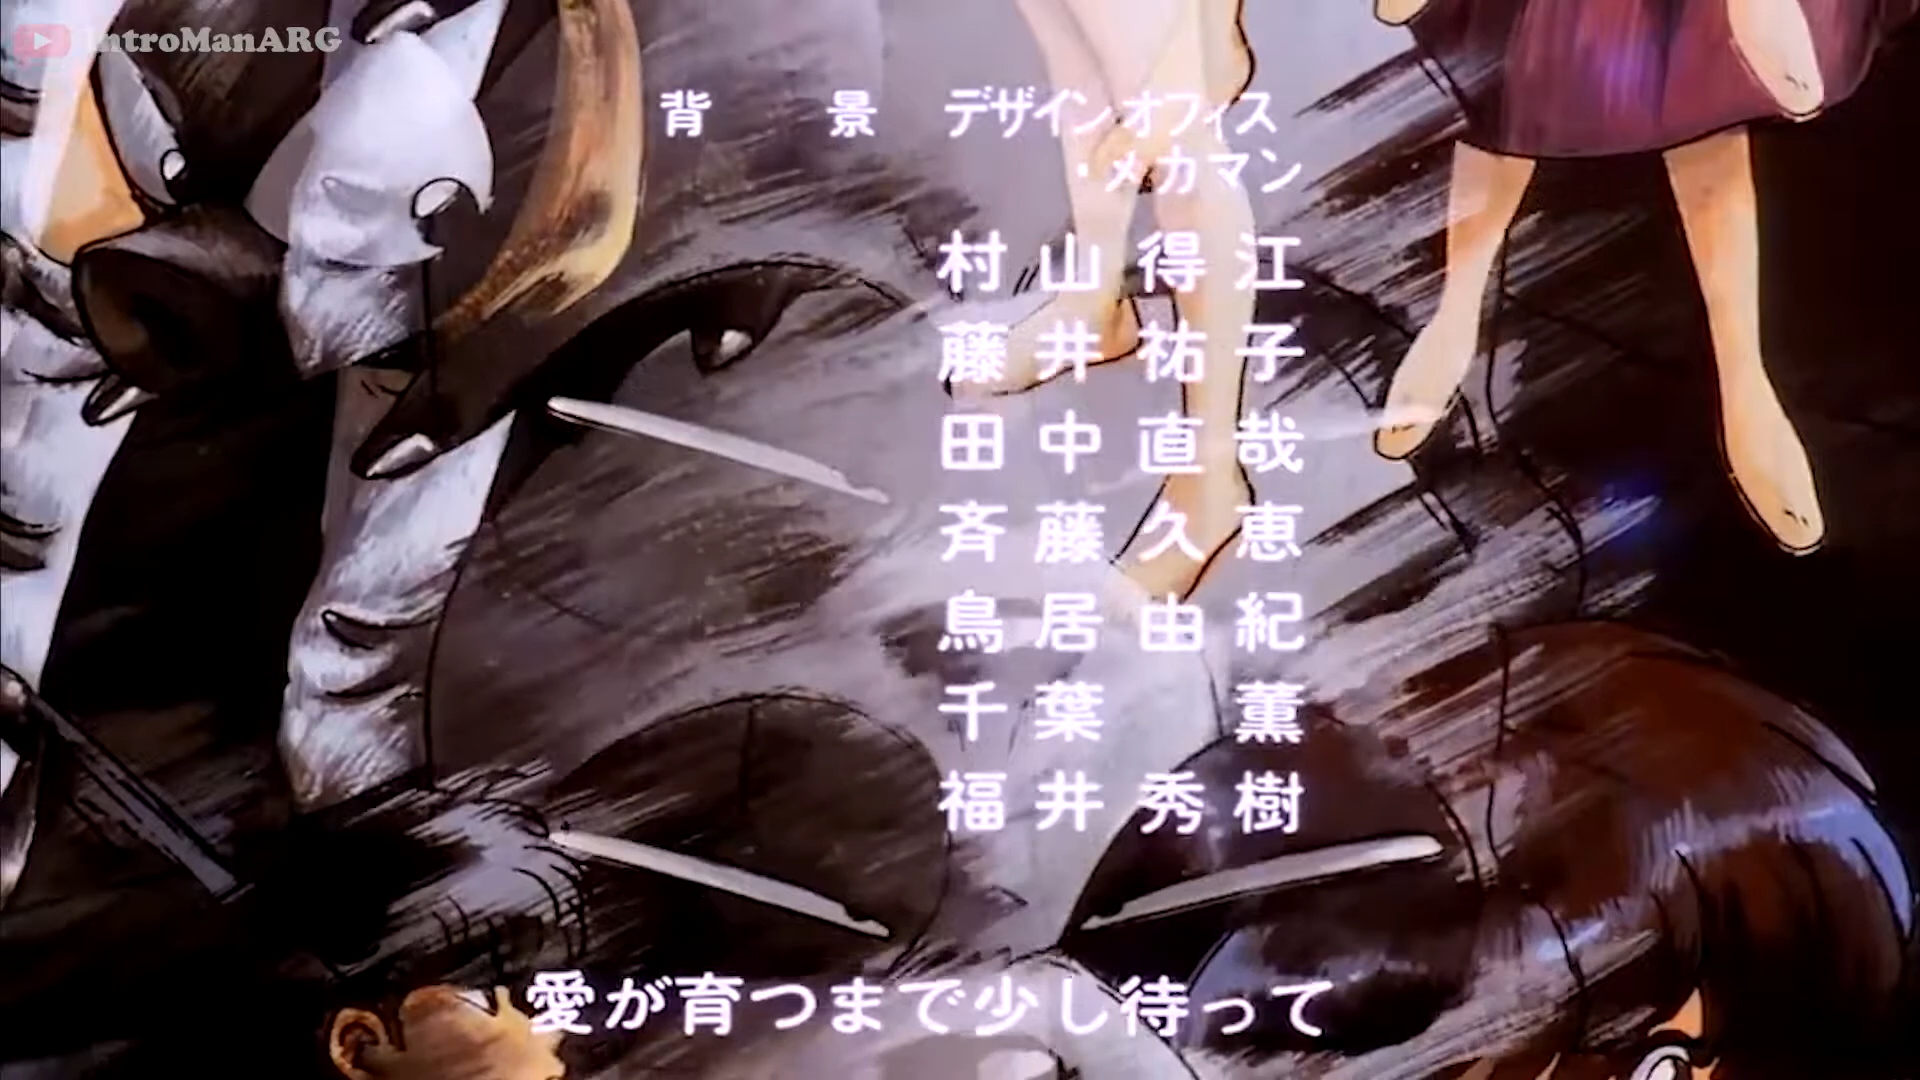 IntroManARG
背 景 デザインオフィス
・メカマン
村山得江
藤井祐子
田中直哉
斉藤久恵
鳥居由紀
千葉 薫
福井秀樹
愛が育つまで少し待って